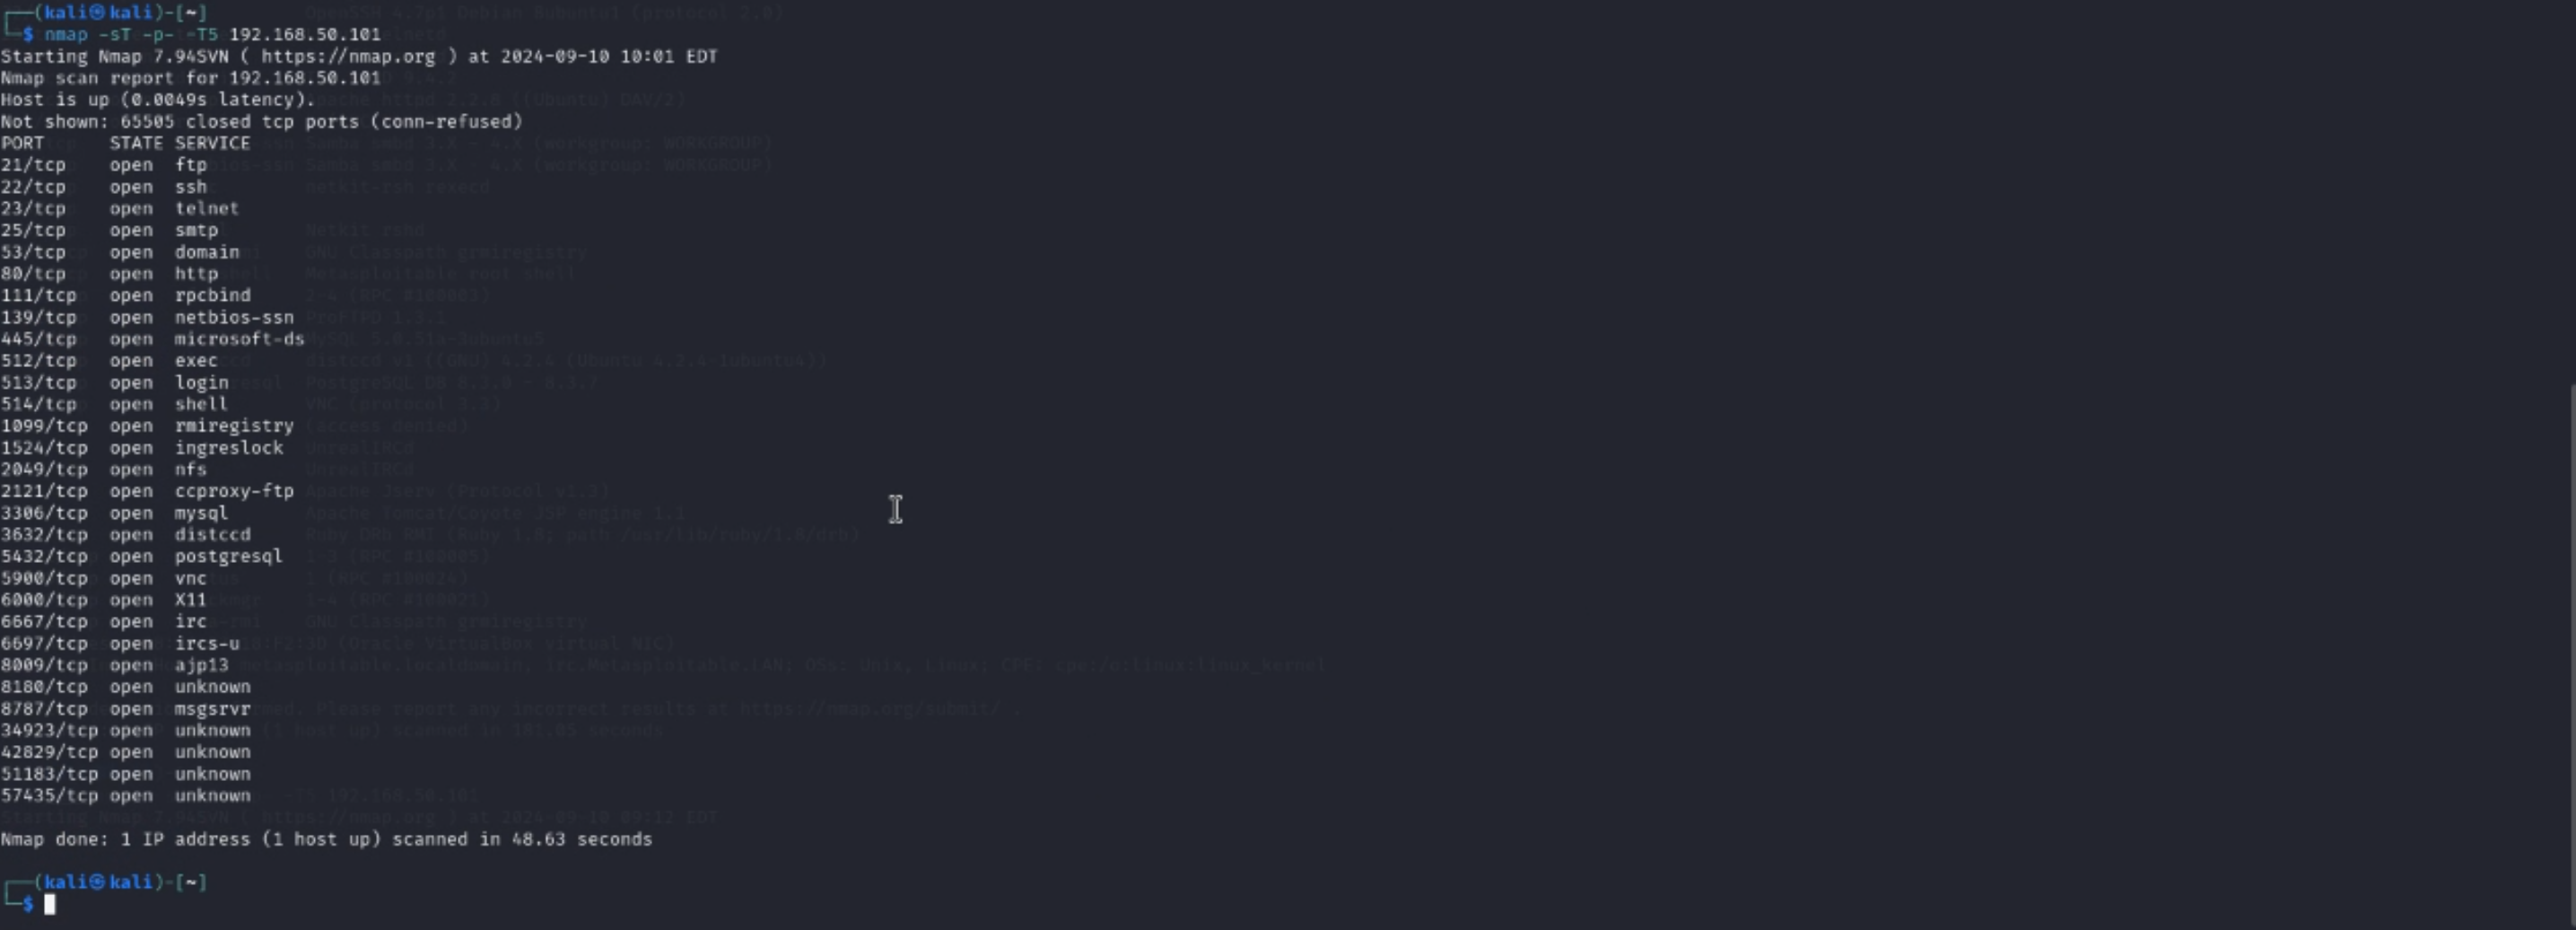 ┌──(kali㉿kali)-[~]
└─$ nmap -sT -p- -T5 192.168.50.101
Starting Nmap 7.94SVN ( https://nmap.org ) at 2024-09-10 10:01 EDT
Nmap scan report for 192.168.50.101
Host is up (0.0049s latency).
Not shown: 65505 closed tcp ports (conn-refused)
PORT      STATE SERVICE
21/tcp    open  ftp
22/tcp    open  ssh
23/tcp    open  telnet
25/tcp    open  smtp
53/tcp    open  domain
80/tcp    open  http
111/tcp   open  rpcbind
139/tcp   open  netbios-ssn
445/tcp   open  microsoft-ds
512/tcp   open  exec
513/tcp   open  login
514/tcp   open  shell
1099/tcp  open  rmiregistry
1524/tcp  open  ingreslock
2049/tcp  open  nfs
2121/tcp  open  ccproxy-ftp
3306/tcp  open  mysql
3632/tcp  open  distccd
5432/tcp  open  postgresql
5900/tcp  open  vnc
6000/tcp  open  X11
6667/tcp  open  irc
6697/tcp  open  ircs-u
8009/tcp  open  ajp13
8180/tcp  open  unknown
8787/tcp  open  msgsrvr
34923/tcp open  unknown
42829/tcp open  unknown
51183/tcp open  unknown
57435/tcp open  unknown
Nmap done: 1 IP address (1 host up) scanned in 48.63 seconds
┌──(kali㉿kali)-[~]
└─$